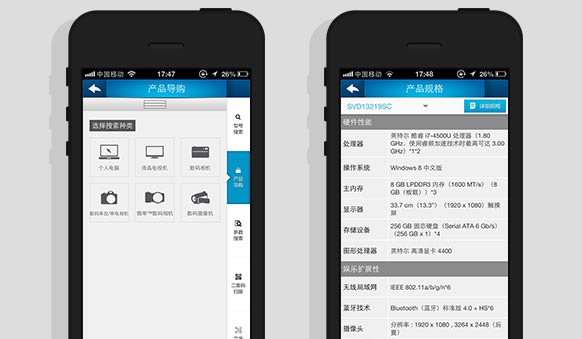 中国移动 17:47 26%
产品导购
选择搜索种类
个人电脑 液晶电视机 数码相机
数码单反/单电相机 微单™数码相机 数码摄像机
型号
搜索
产品
导购
参数
搜索
二维码
扫描
中国移动 17:48 26%
产品规格
SVD13219SC 详细规格
硬件性能
处理器 英特尔 酷睿 i7-4500U 处理器（1.80
GHz，使用睿频加速技术时最高可达 3.00
GHz）*1*2
操作系统 Windows 8 中文版
主内存 8 GB LPDDR3 内存（1600 MT/s）（8
GB（板载））*3
显示器 33.7 cm（13.3"）（1920 x 1080）触摸
屏
存储设备 256 GB 固态硬盘（Serial ATA 6 Gb/s）
（256 GB x 1）*4
图形处理器 英特尔 高清显卡 4400
娱乐扩展性
无线局域网 IEEE 802.11a/b/g/n*6
蓝牙技术 Bluetooth（蓝牙）标准版 4.0 + HS*6
摄像头 分辨率 : 1920 x 1080 , 3264 x 2448（后
置）